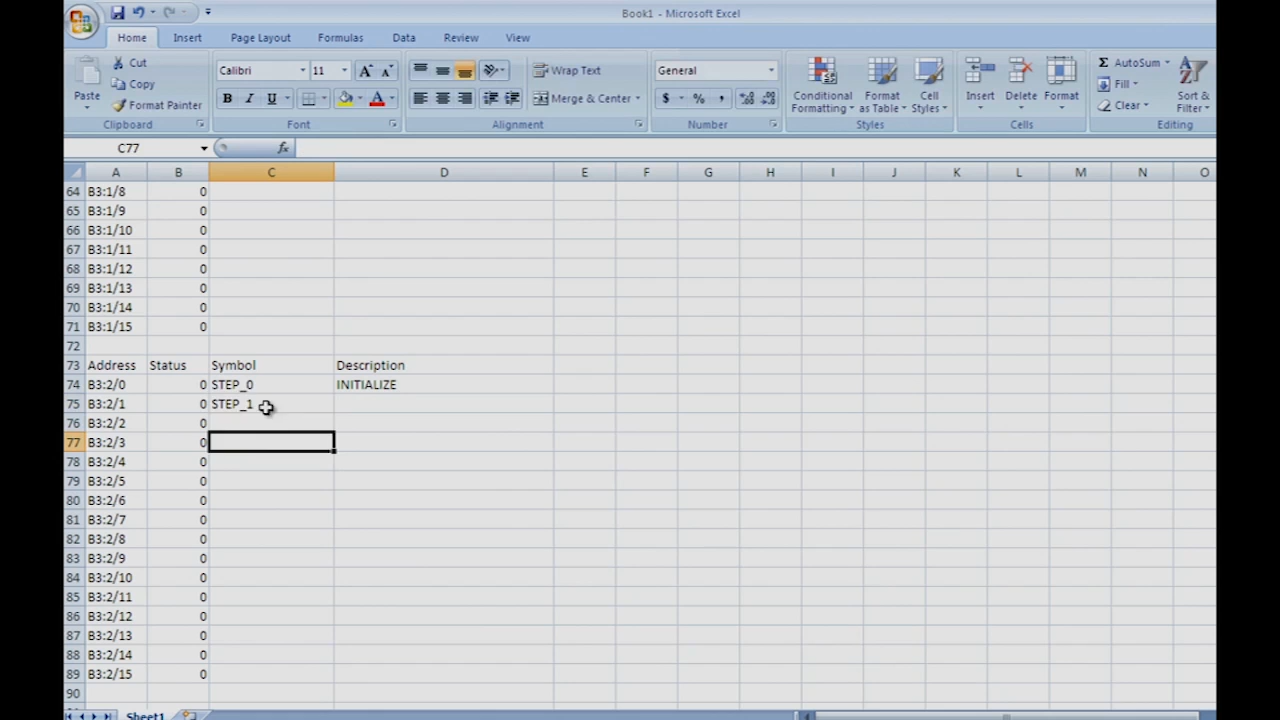 Book1 - Microsoft Excel
Home Insert Page Layout Formulas Data Review View
Cut Calibri 11 Wrap Text General AutoSum
Paste Copy Conditional Formatting Format as Table Cell Styles Insert Delete Format Fill Sort & Filter
Format Painter B I U A Merge & Center $ % , Clear
Clipboard Font Alignment Number Styles Cells Editing
C77 fx
A B C D E F G H I J K L M N O
64 B3:1/8 0
65 B3:1/9 0
66 B3:1/10 0
67 B3:1/11 0
68 B3:1/12 0
69 B3:1/13 0
70 B3:1/14 0
71 B3:1/15 0
72
73 Address Status Symbol Description
74 B3:2/0 0 STEP_0 INITIALIZE
75 B3:2/1 0 STEP_1
76 B3:2/2 0
77 B3:2/3 0
78 B3:2/4 0
79 B3:2/5 0
80 B3:2/6 0
81 B3:2/7 0
82 B3:2/8 0
83 B3:2/9 0
84 B3:2/10 0
85 B3:2/11 0
86 B3:2/12 0
87 B3:2/13 0
88 B3:2/14 0
89 B3:2/15 0
90
Sheet1